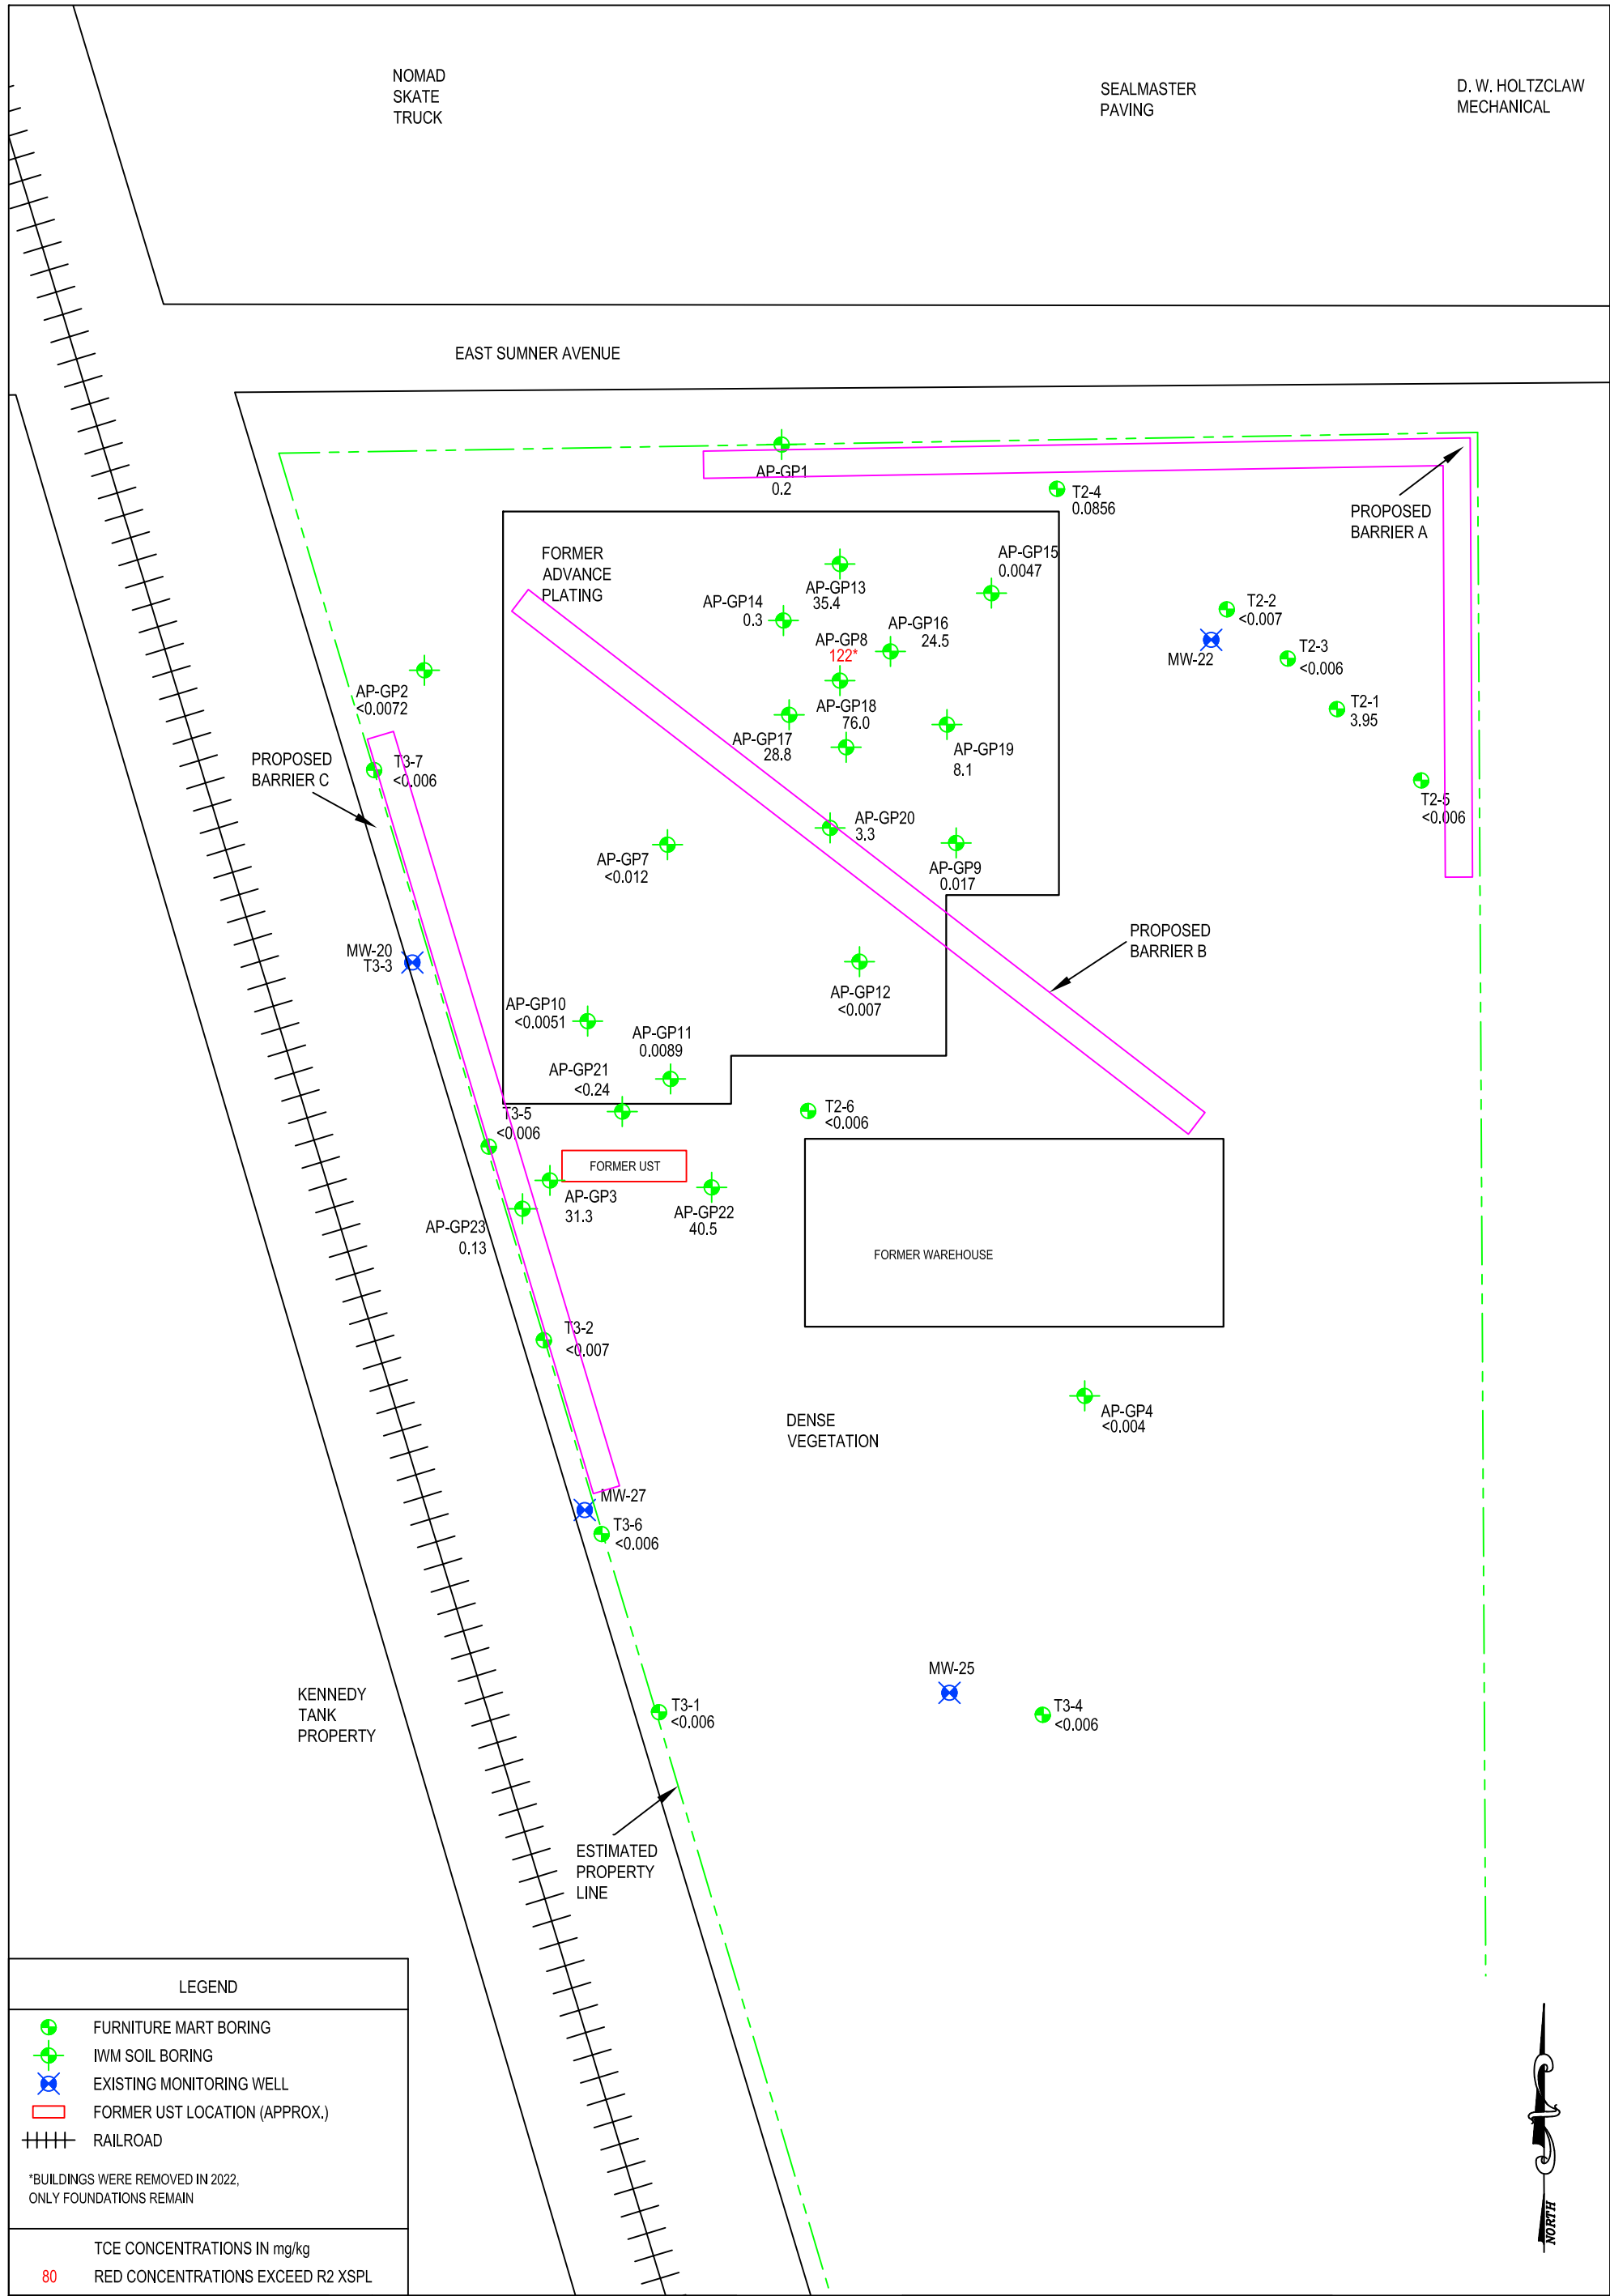 NOMAD
SKATE
TRUCK
SEALMASTER
PAVING
D. W. HOLTZCLAW
MECHANICAL
EAST SUMNER AVENUE
AP-GP1
0.2
T2-4
0.0856
PROPOSED
BARRIER A
FORMER
ADVANCE
PLATING
AP-GP13
35.4
AP-GP15
0.0047
AP-GP14
0.3
AP-GP16
24.5
AP-GP8
122*
T2-2
<0.007
MW-22
T2-3
<0.006
T2-1
3.95
AP-GP2
<0.0072
AP-GP18
76.0
AP-GP17
28.8
AP-GP19
8.1
PROPOSED
BARRIER C
T3-7
<0.006
T2-5
<0.006
AP-GP20
3.3
AP-GP7
<0.012
AP-GP9
0.017
MW-20
T3-3
PROPOSED
BARRIER B
AP-GP12
<0.007
AP-GP10
<0.0051
AP-GP11
0.0089
AP-GP21
<0.24
T3-5
<0.006
T2-6
<0.006
FORMER UST
AP-GP3
31.3
AP-GP22
40.5
AP-GP23
0.13
FORMER WAREHOUSE
T3-2
<0.007
AP-GP4
<0.004
DENSE
VEGETATION
MW-27
T3-6
<0.006
MW-25
T3-4
<0.006
T3-1
<0.006
KENNEDY
TANK
PROPERTY
ESTIMATED
PROPERTY
LINE
LEGEND
FURNITURE MART BORING
IWM SOIL BORING
EXISTING MONITORING WELL
FORMER UST LOCATION (APPROX.)
RAILROAD
*BUILDINGS WERE REMOVED IN 2022,
ONLY FOUNDATIONS REMAIN
TCE CONCENTRATIONS IN mg/kg
80 RED CONCENTRATIONS EXCEED R2 XSPL
NORTH